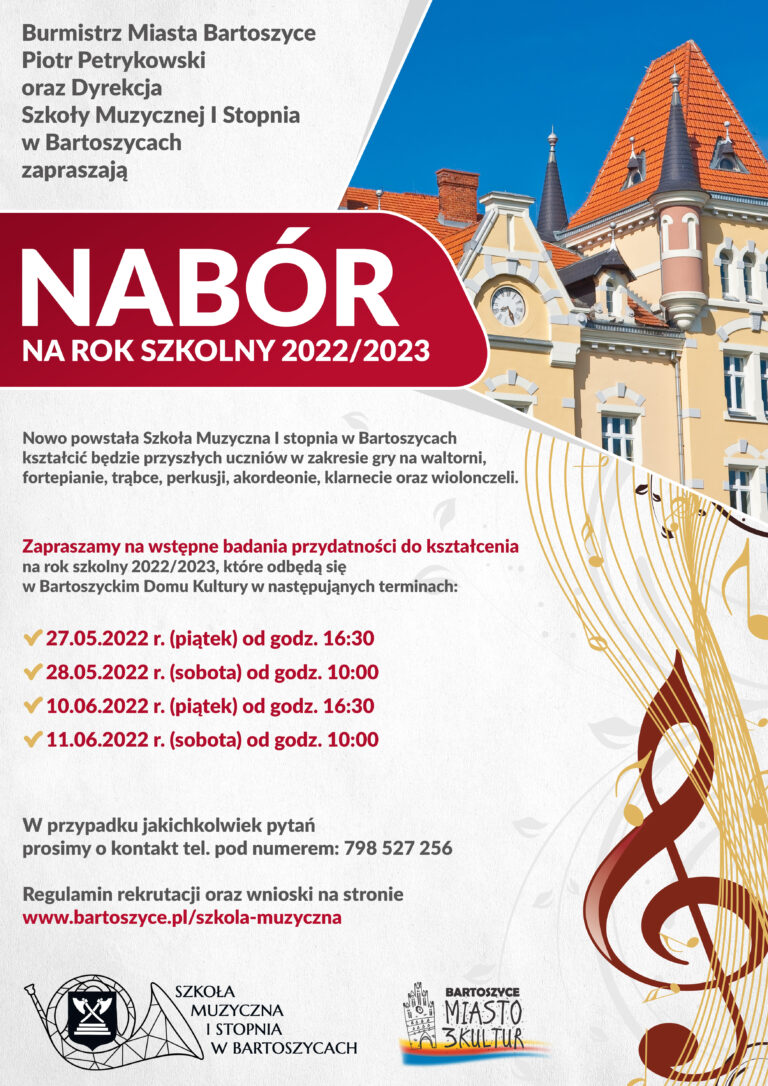 Burmistrz Miasta Bartoszyce
Piotr Petrykowski
oraz Dyrekcja
Szkoły Muzycznej I Stopnia
w Bartoszycach
zapraszają
NABÓR
NA ROK SZKOLNY 2022/2023
Nowo powstała Szkoła Muzyczna I stopnia w Bartoszycach
kształcić będzie przyszłych uczniów w zakresie gry na waltorni,
fortepianie, trąbce, perkusji, akordeonie, klarnecie oraz wiolonczeli.
Zapraszamy na wstępne badania przydatności do kształcenia
na rok szkolny 2022/2023, które odbędą się
w Bartoszyckim Domu Kultury w następująnych terminach:
27.05.2022 r. (piątek) od godz. 16:30
28.05.2022 r. (sobota) od godz. 10:00
10.06.2022 r. (piątek) od godz. 16:30
11.06.2022 r. (sobota) od godz. 10:00
W przypadku jakichkolwiek pytań
prosimy o kontakt tel. pod numerem: 798 527 256
Regulamin rekrutacji oraz wnioski na stronie
www.bartoszyce.pl/szkola-muzyczna
SZKOŁA
MUZYCZNA
I STOPNIA
W BARTOSZYCACH
BARTOSZYCE
MIASTO
3KULTUR